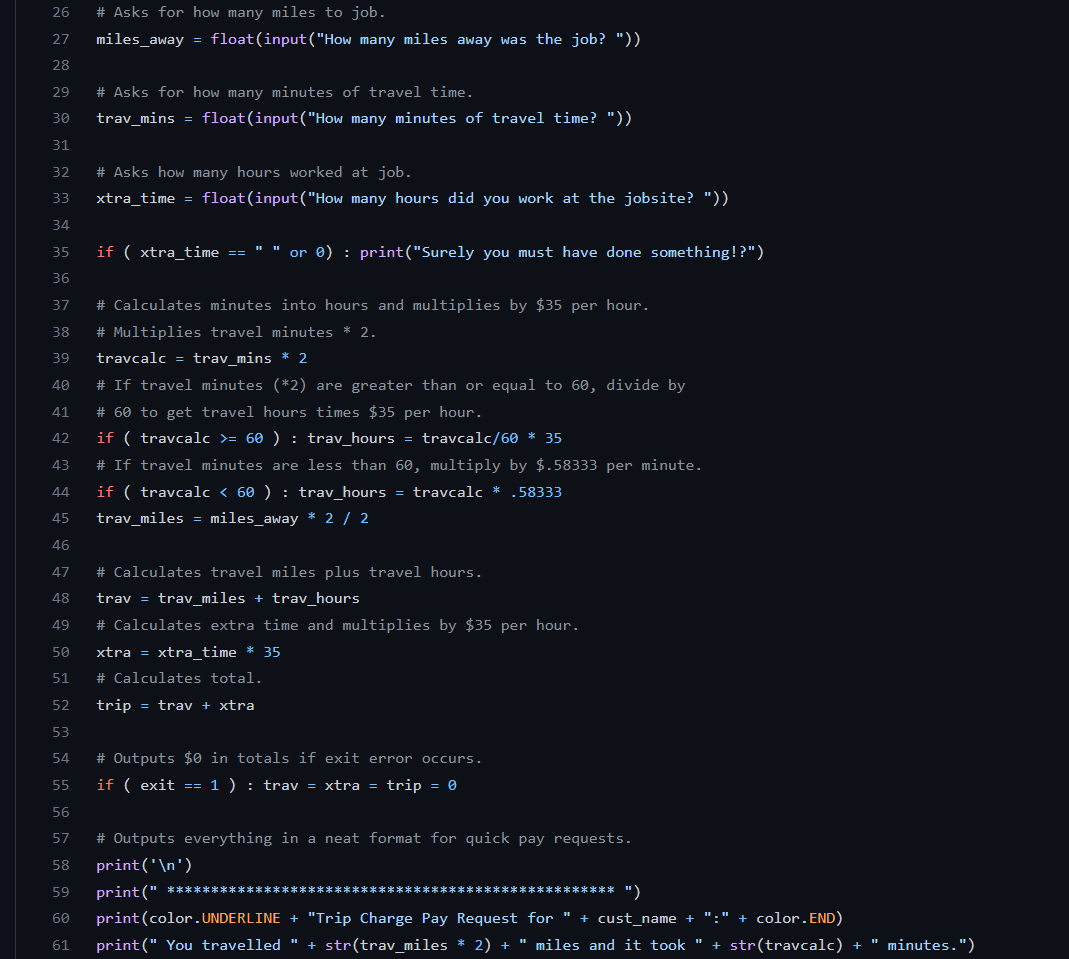 26 # Asks for how many miles to job.
27 miles_away = float(input("How many miles away was the job? "))
28
29 # Asks for how many minutes of travel time.
30 trav_mins = float(input("How many minutes of travel time? "))
31
32 # Asks how many hours worked at job.
33 xtra_time = float(input("How many hours did you work at the jobsite? "))
34
35 if ( xtra_time == " " or 0) : print("Surely you must have done something!?")
36
37 # Calculates minutes into hours and multiplies by $35 per hour.
38 # Multiplies travel minutes * 2.
39 travcalc = trav_mins * 2
40 # If travel minutes (*2) are greater than or equal to 60, divide by
41 # 60 to get travel hours times $35 per hour.
42 if ( travcalc >= 60 ) : trav_hours = travcalc/60 * 35
43 # If travel minutes are less than 60, multiply by $.58333 per minute.
44 if ( travcalc < 60 ) : trav_hours = travcalc * .58333
45 trav_miles = miles_away * 2 / 2
46
47 # Calculates travel miles plus travel hours.
48 trav = trav_miles + trav_hours
49 # Calculates extra time and multiplies by $35 per hour.
50 xtra = xtra_time * 35
51 # Calculates total.
52 trip = trav + xtra
53
54 # Outputs $0 in totals if exit error occurs.
55 if ( exit == 1 ) : trav = xtra = trip = 0
56
57 # Outputs everything in a neat format for quick pay requests.
58 print('\n')
59 print(" *************************************************** ")
60 print(color.UNDERLINE + "Trip Charge Pay Request for " + cust_name + ":" + color.END)
61 print(" You travelled " + str(trav_miles * 2) + " miles and it took " + str(travcalc) + " minutes.")